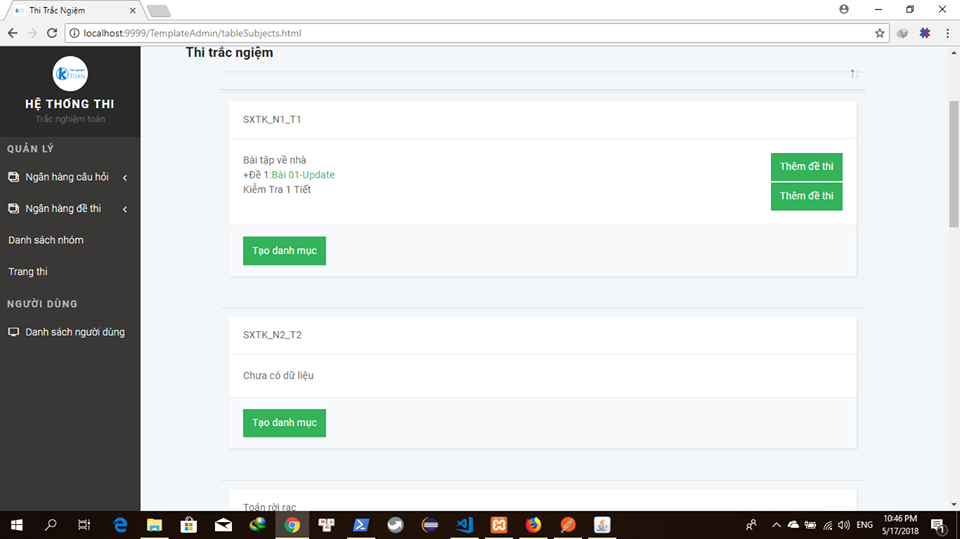 Thi Trắc Ngiệm
localhost:9999/TemplateAdmin/tableSubjects.html
HỆ THỐNG THI
Trắc nghiệm toán
QUẢN LÝ
Ngân hàng câu hỏi
Ngân hàng đề thi
Danh sách nhóm
Trang thi
NGƯỜI DÙNG
Danh sách người dùng
Thi trắc ngiệm
SXTK_N1_T1
Bài tập về nhà
Thêm đề thi
+Đề 1:Bài 01-Update
Kiểm Tra 1 Tiết
Thêm đề thi
Tạo danh mục
SXTK_N2_T2
Chưa có dữ liệu
Tạo danh mục
Toán rời rạc
ENG
10:46 PM
5/17/2018
1